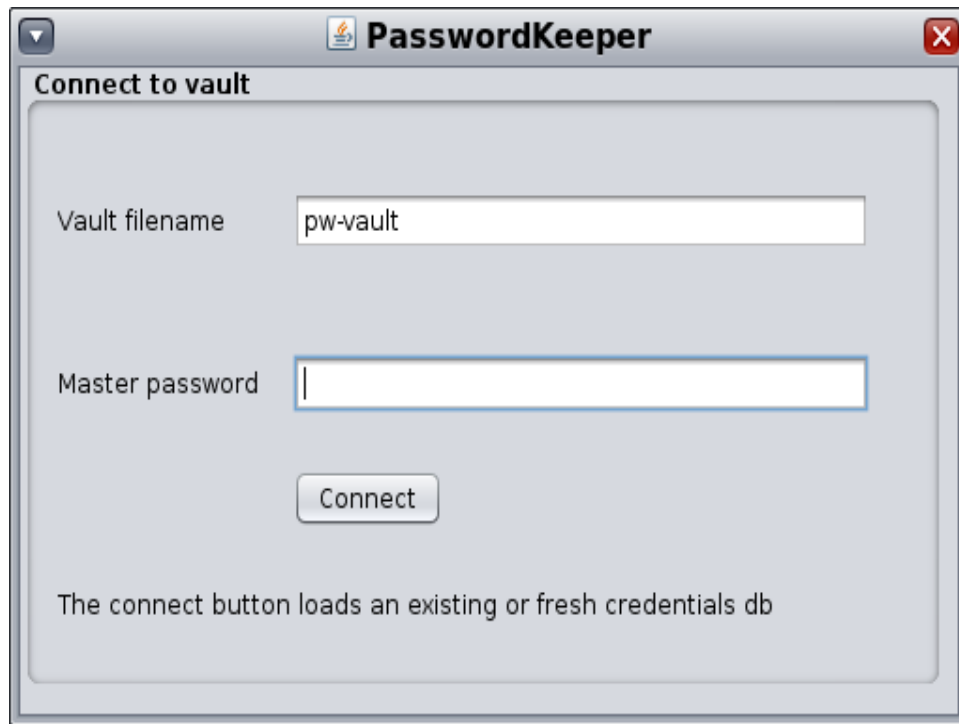 PasswordKeeper
Connect to vault
Vault filename pw-vault
Master password
Connect
The connect button loads an existing or fresh credentials db